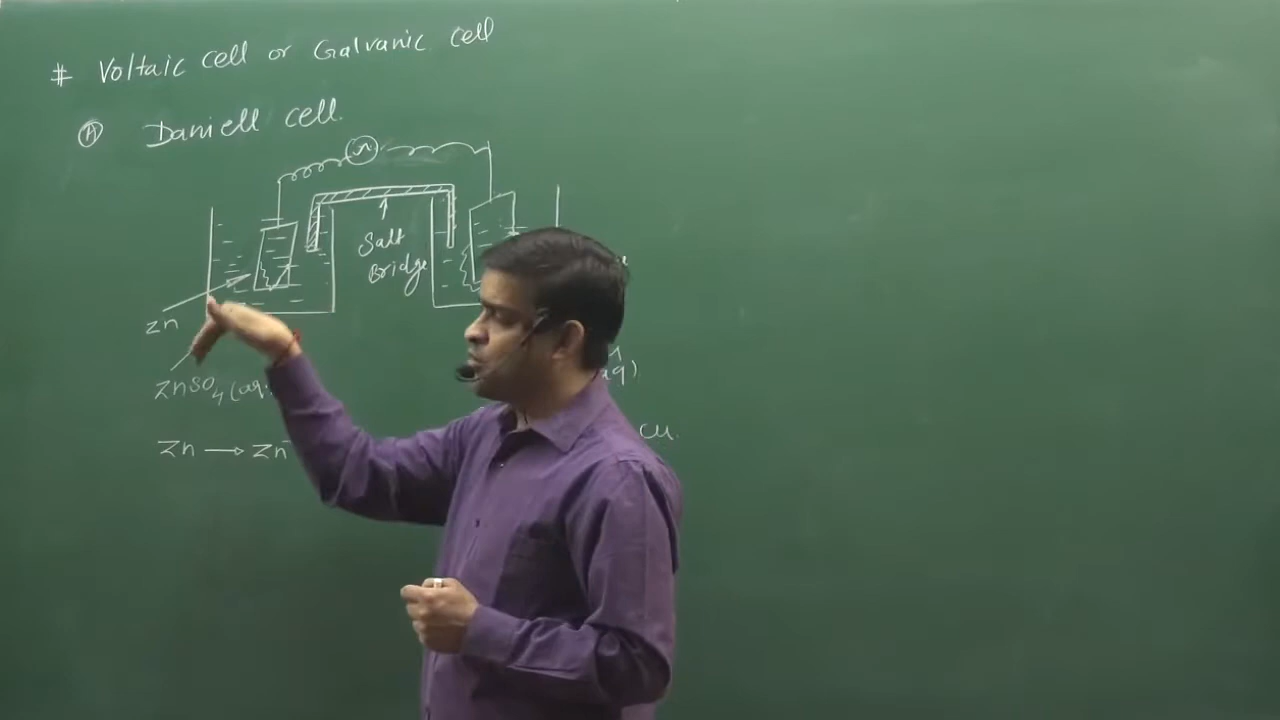 # Voltaic cell or Galvanic cell
(A) Daniell cell.
Salt
Bridge
Zn
ZnSO4 (aq.
aq).
Zn → Zn
Cu.